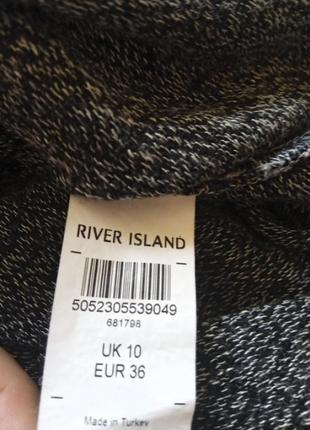 RIVER ISLAND
5052305539049
681798
UK 10
EUR 36
Made in Turkey